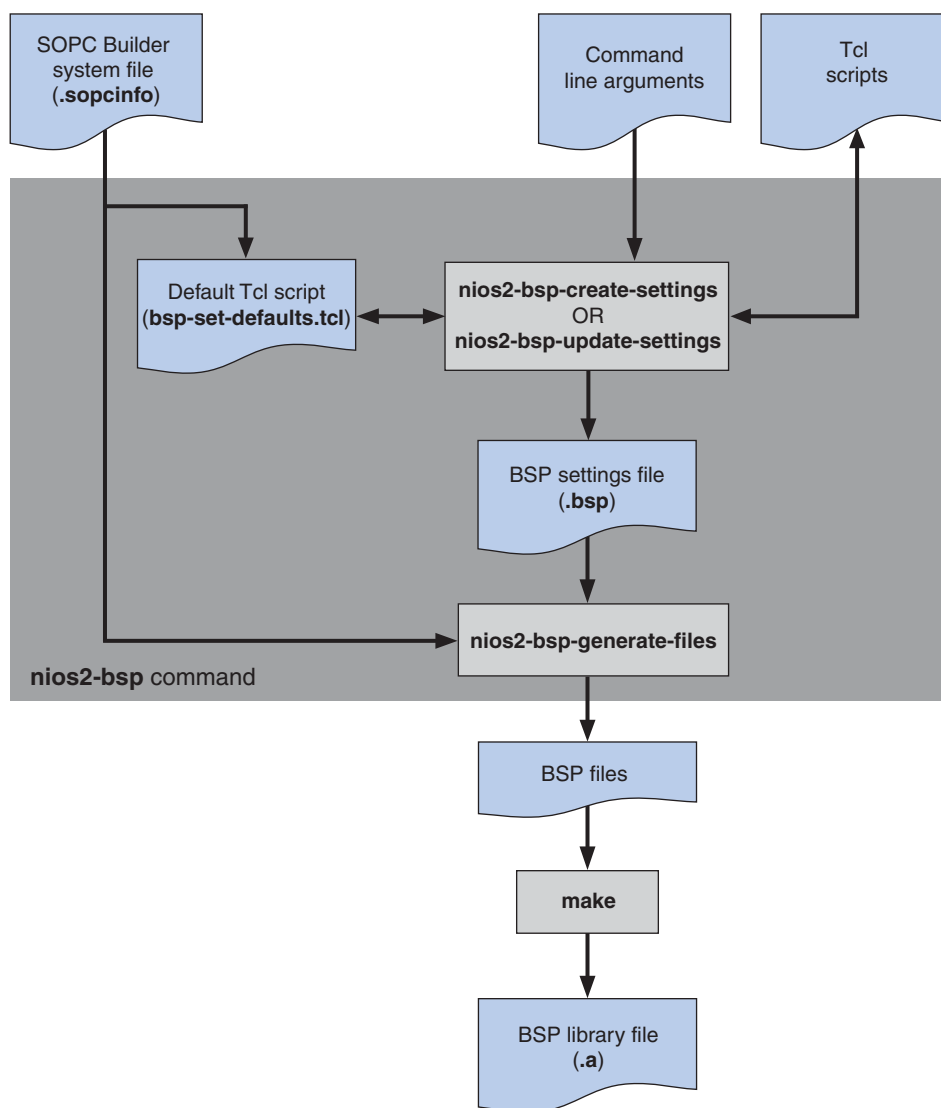 SOPC Builder
system file
(.sopcinfo)
Command
line arguments
Tcl
scripts
Default Tcl script
(bsp-set-defaults.tcl)
nios2-bsp-create-settings
OR
nios2-bsp-update-settings
BSP settings file
(.bsp)
nios2-bsp-generate-files
nios2-bsp command
BSP files
make
BSP library file
(.a)